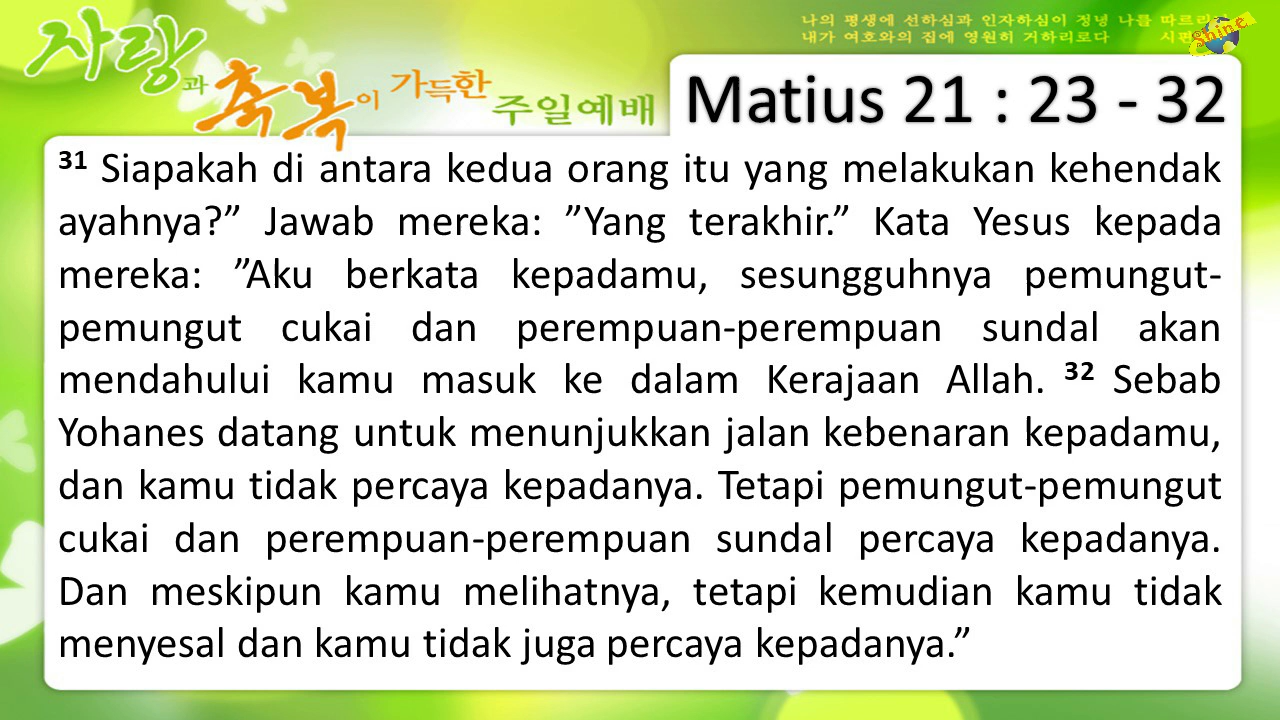 나의 평생에 선하심과 인자하심이 정녕 나를 따르리
내가 여호와의 집에 영원히 거하리로다 시편
Shine
자랑과 축복이 가득한 주일예배
Matius 21 : 23 - 32
31 Siapakah di antara kedua orang itu yang melakukan kehendak
ayahnya?” Jawab mereka: ”Yang terakhir.” Kata Yesus kepada
mereka: ”Aku berkata kepadamu, sesungguhnya pemungut-
pemungut cukai dan perempuan-perempuan sundal akan
mendahului kamu masuk ke dalam Kerajaan Allah. 32 Sebab
Yohanes datang untuk menunjukkan jalan kebenaran kepadamu,
dan kamu tidak percaya kepadanya. Tetapi pemungut-pemungut
cukai dan perempuan-perempuan sundal percaya kepadanya.
Dan meskipun kamu melihatnya, tetapi kemudian kamu tidak
menyesal dan kamu tidak juga percaya kepadanya.”